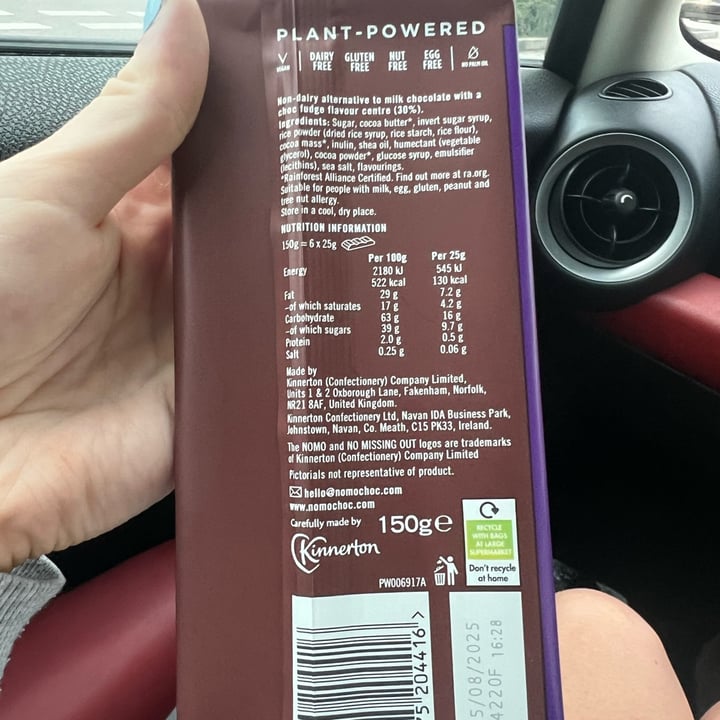 PLANT-POWERED
VEGAN DAIRY FREE GLUTEN FREE NUT FREE EGG FREE NO PALM OIL
Non-dairy alternative to milk chocolate with a
choc fudge flavour centre (30%).
Ingredients: Sugar, cocoa butter*, invert sugar syrup,
rice powder (dried rice syrup, rice starch, rice flour),
cocoa mass*, inulin, shea oil, humectant (vegetable
glycerol), cocoa powder*, glucose syrup, emulsifier
(lecithins), sea salt, flavourings.
*Rainforest Alliance Certified. Find out more at ra.org.
Suitable for people with milk, egg, gluten, peanut and
tree nut allergy.
Store in a cool, dry place.
NUTRITION INFORMATION
150g = 6 x 25g
Per 100g Per 25g
Energy 2180 kJ 545 kJ
522 kcal 130 kcal
Fat 29 g 7.2 g
-of which saturates 17 g 4.2 g
Carbohydrate 63 g 16 g
-of which sugars 39 g 9.7 g
Protein 2.0 g 0.5 g
Salt 0.25 g 0.06 g
Made by
Kinnerton (Confectionery) Company Limited,
Units 1 & 2 Oxborough Lane, Fakenham, Norfolk,
NR21 8AF, United Kingdom.
Kinnerton Confectionery Ltd, Navan IDA Business Park,
Johnstown, Navan, Co. Meath, C15 PK33, Ireland.
The NOMO and NO MISSING OUT logos are trademarks
of Kinnerton (Confectionery) Company Limited
Pictorials not representative of product.
hello@nomochoc.com
www.nomochoc.com
Carefully made by 150g e
Kinnerton
RECYCLE
WITH BAGS
AT LARGE
SUPERMARKET
Don't recycle
at home
PW006917A
5 204416 >
5/08/2025
4220F 16:28